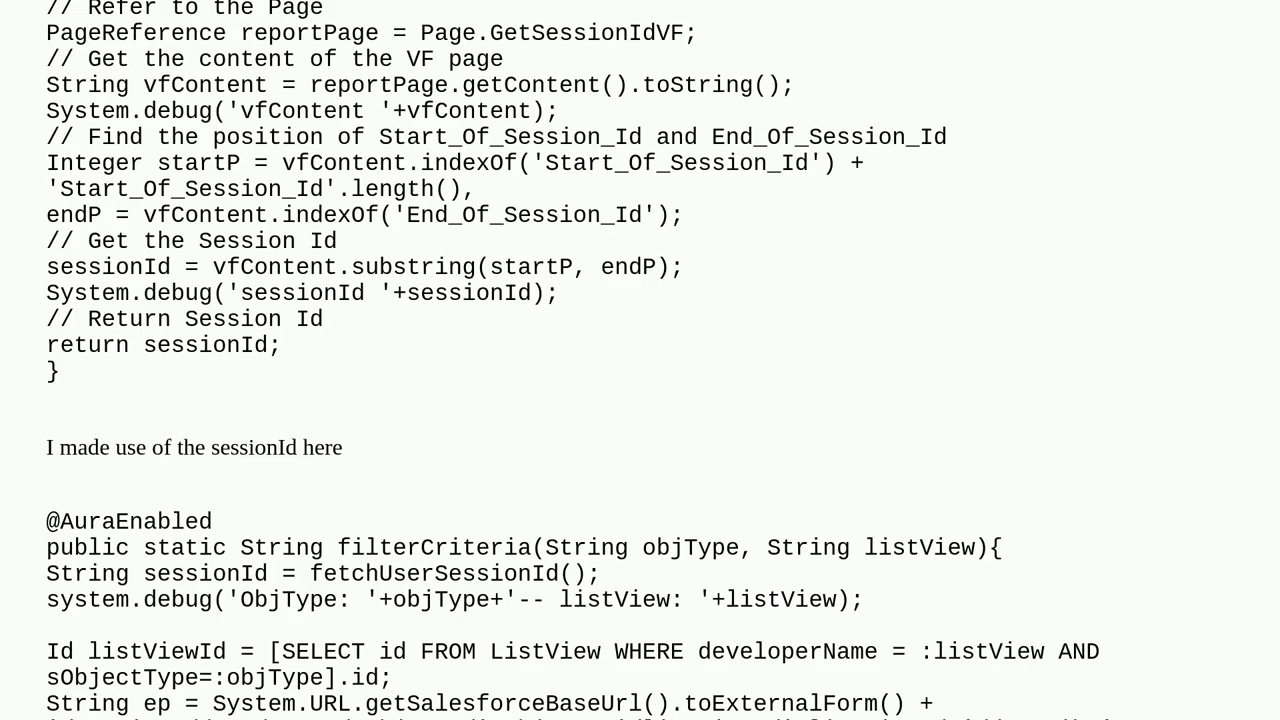 // Refer to the Page
PageReference reportPage = Page.GetSessionIdVF;
// Get the content of the VF page
String vfContent = reportPage.getContent().toString();
System.debug('vfContent '+vfContent);
// Find the position of Start_Of_Session_Id and End_Of_Session_Id
Integer startP = vfContent.indexOf('Start_Of_Session_Id') +
'Start_Of_Session_Id'.length(),
endP = vfContent.indexOf('End_Of_Session_Id');
// Get the Session Id
sessionId = vfContent.substring(startP, endP);
System.debug('sessionId '+sessionId);
// Return Session Id
return sessionId;
}
I made use of the sessionId here
@AuraEnabled
public static String filterCriteria(String objType, String listView){
String sessionId = fetchUserSessionId();
system.debug('ObjType: '+objType+'-- listView: '+listView);
Id listViewId = [SELECT id FROM ListView WHERE developerName = :listView AND
sObjectType=:objType].id;
String ep = System.URL.getSalesforceBaseUrl().toExternalForm() +